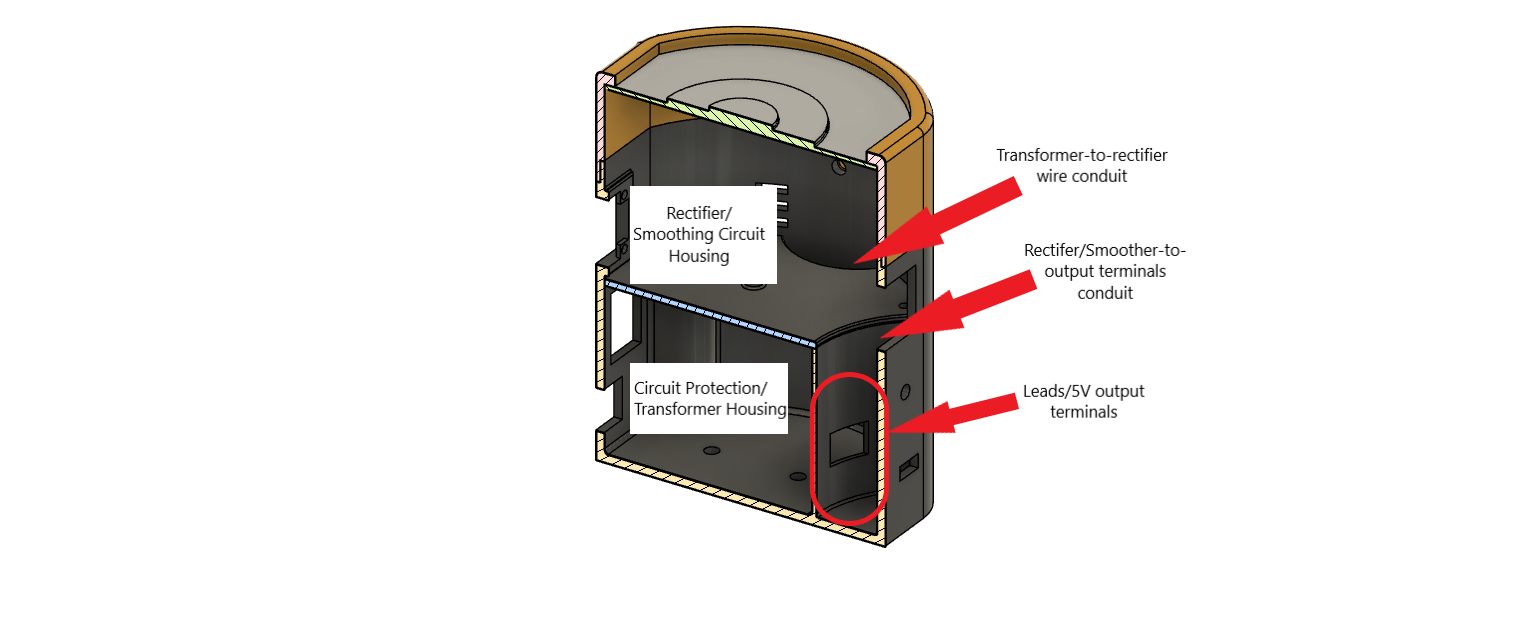 Transformer-to-rectifier
wire conduit
Rectifier/
Smoothing Circuit
Housing
Rectifer/Smoother-to-
output terminals
conduit
Circuit Protection/
Transformer Housing
Leads/5V output
terminals